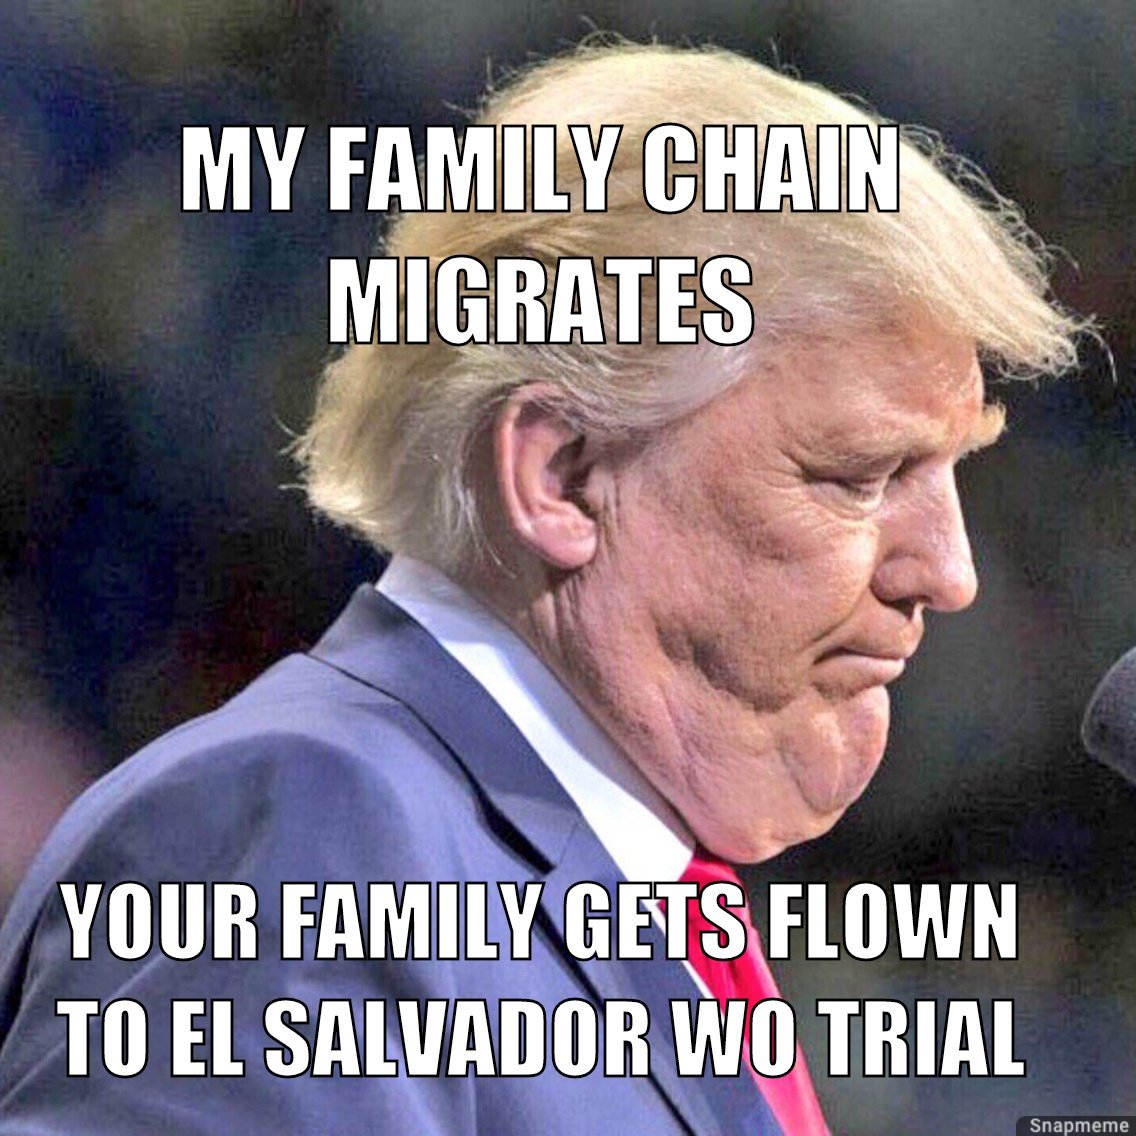 MY FAMILY CHAIN
MIGRATES
YOUR FAMILY GETS FLOWN
TO EL SALVADOR WO TRIAL
Snapmeme